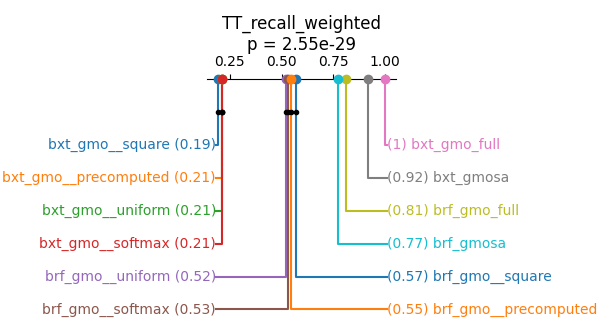 TT_recall_weighted
p = 2.55e-29
0.25 0.50 0.75 1.00
bxt_gmo__square (0.19)
(1) bxt_gmo_full
bxt_gmo__precomputed (0.21)
(0.92) bxt_gmosa
bxt_gmo__uniform (0.21)
(0.81) brf_gmo_full
bxt_gmo__softmax (0.21)
(0.77) brf_gmosa
brf_gmo__uniform (0.52)
(0.57) brf_gmo__square
brf_gmo__softmax (0.53)
(0.55) brf_gmo__precomputed